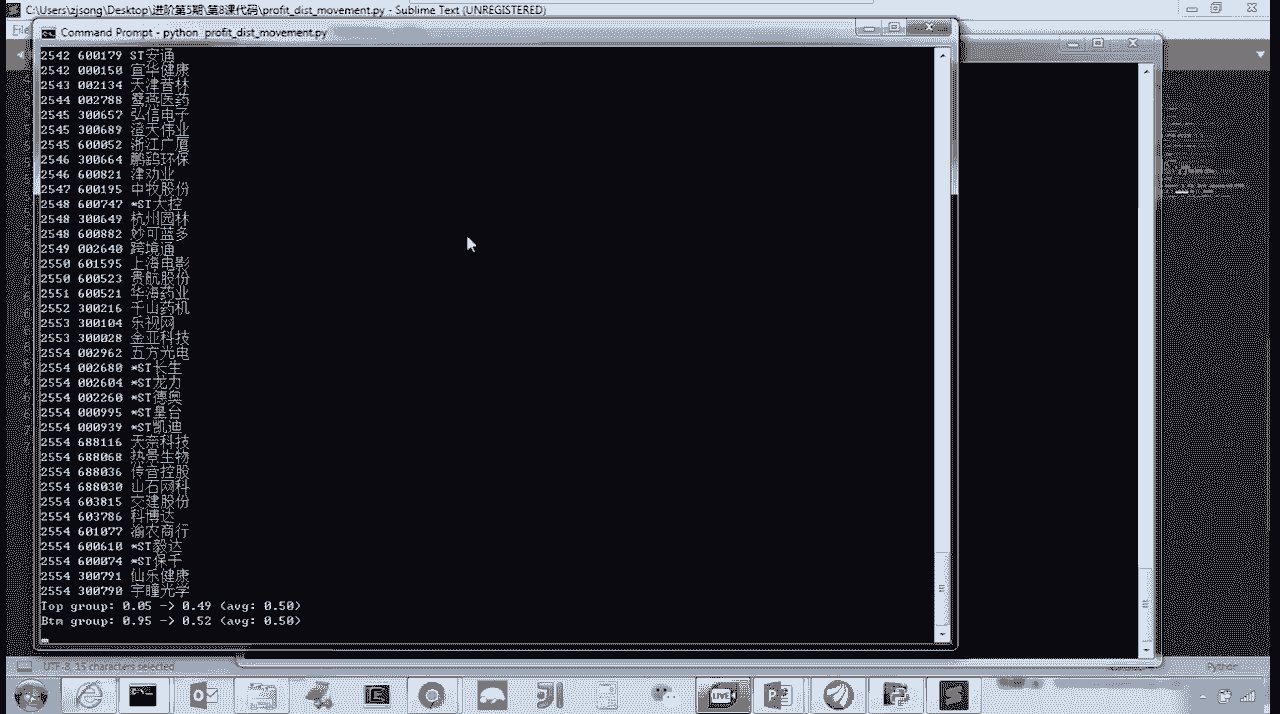 C:\Users\zjsong\Desktop\进阶第5期\第8课代码\profit_dist_movement.py - Sublime Text (UNREGISTERED)
File
Command Prompt - python profit_dist_movement.py
2542 600179 ST安通
2542 000150 宜华健康
2543 002134 天津普林
2544 002788 鹭燕医药
2545 300657 弘信电子
2545 300689 澄天伟业
2545 600052 浙江广厦
2546 300664 鹏鹞环保
2546 600821 津劝业
2547 600195 中牧股份
2548 600747 *ST大控
2548 300649 杭州园林
2548 600882 妙可蓝多
2549 002640 跨境通
2550 601595 上海电影
2550 600523 贵航股份
2551 600521 华海药业
2552 300216 千山药机
2553 300104 乐视网
2553 300028 金亚科技
2554 002962 五方光电
2554 002680 *ST长生
2554 002604 *ST龙力
2554 002260 *ST德奥
2554 000995 *ST皇台
2554 000939 *ST凯迪
2554 688116 天奈科技
2554 688068 热景生物
2554 688036 传音控股
2554 688030 山石网科
2554 603815 交建股份
2554 603786 科博达
2554 601077 渝农商行
2554 600610 *ST毅达
2554 600074 *ST保千
2554 300791 仙乐健康
2554 300790 宇瞳光学
Top group: 0.05 -> 0.49 (avg: 0.50)
Btm group: 0.95 -> 0.52 (avg: 0.50)
UTF-8, 15 characters selected
Python
LIVE